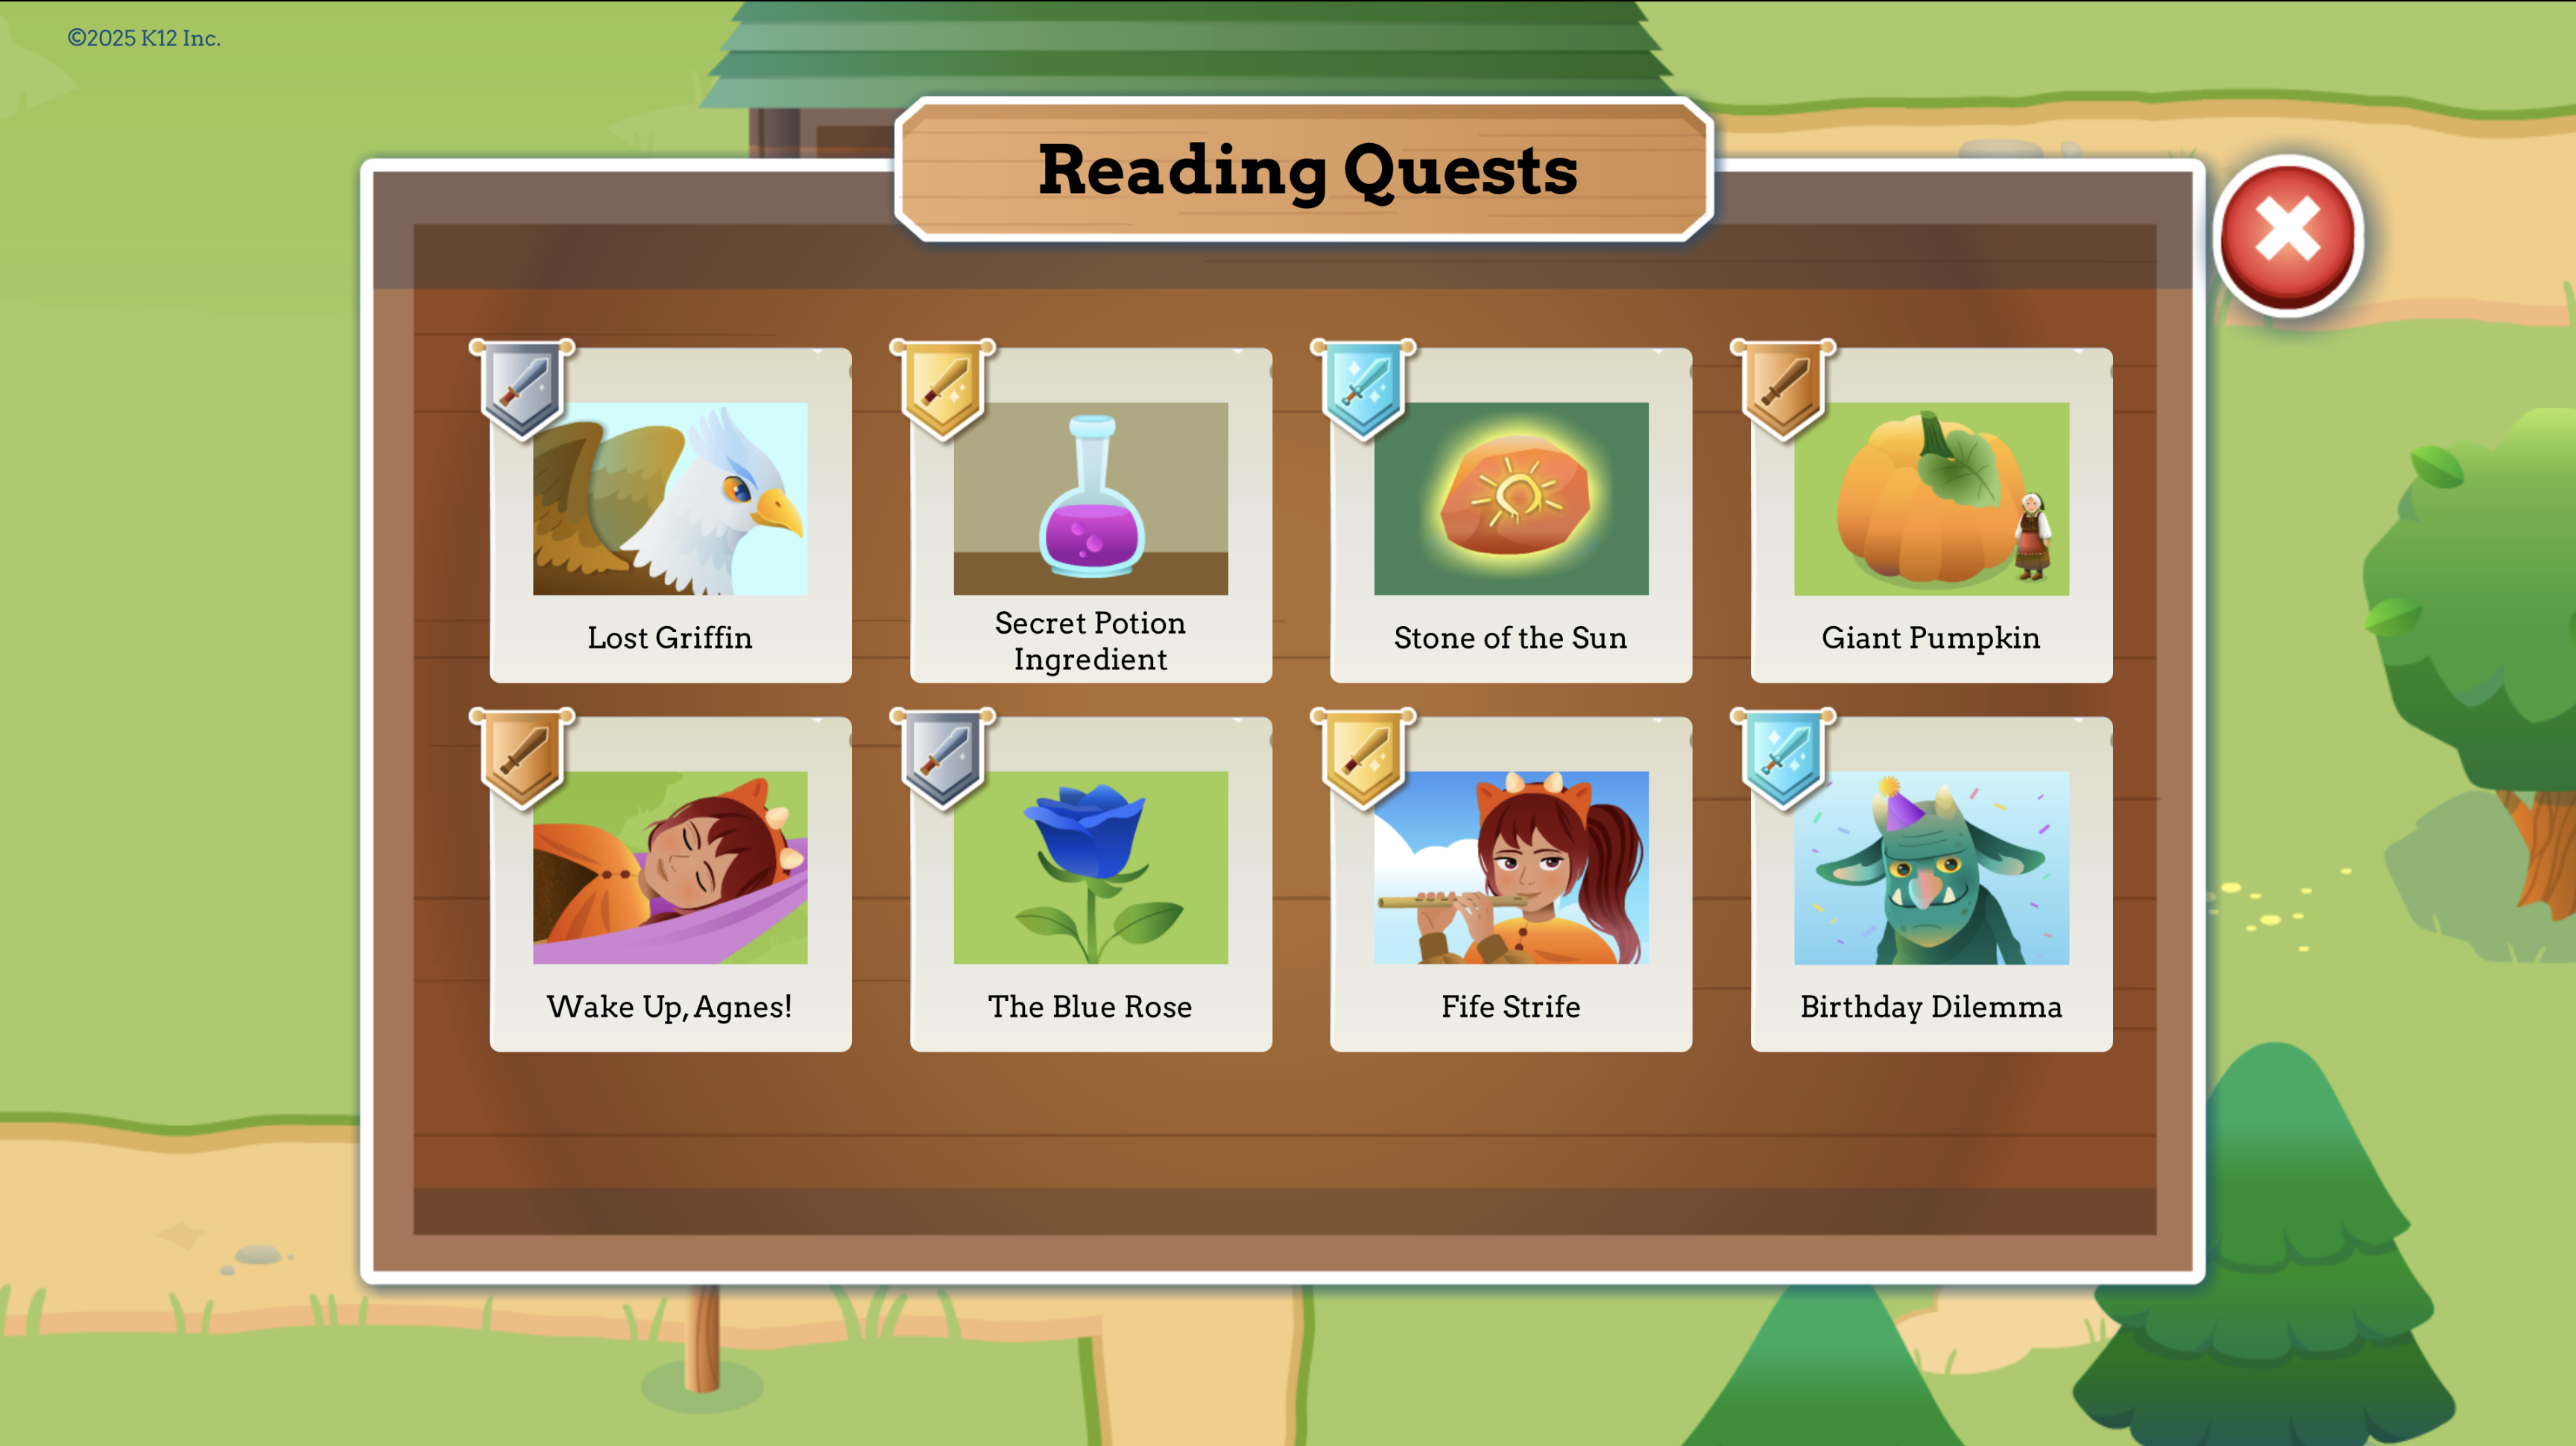 ©2025 K12 Inc.
Reading Quests
Lost Griffin
Secret Potion
Ingredient
Stone of the Sun
Giant Pumpkin
Wake Up, Agnes!
The Blue Rose
Fife Strife
Birthday Dilemma